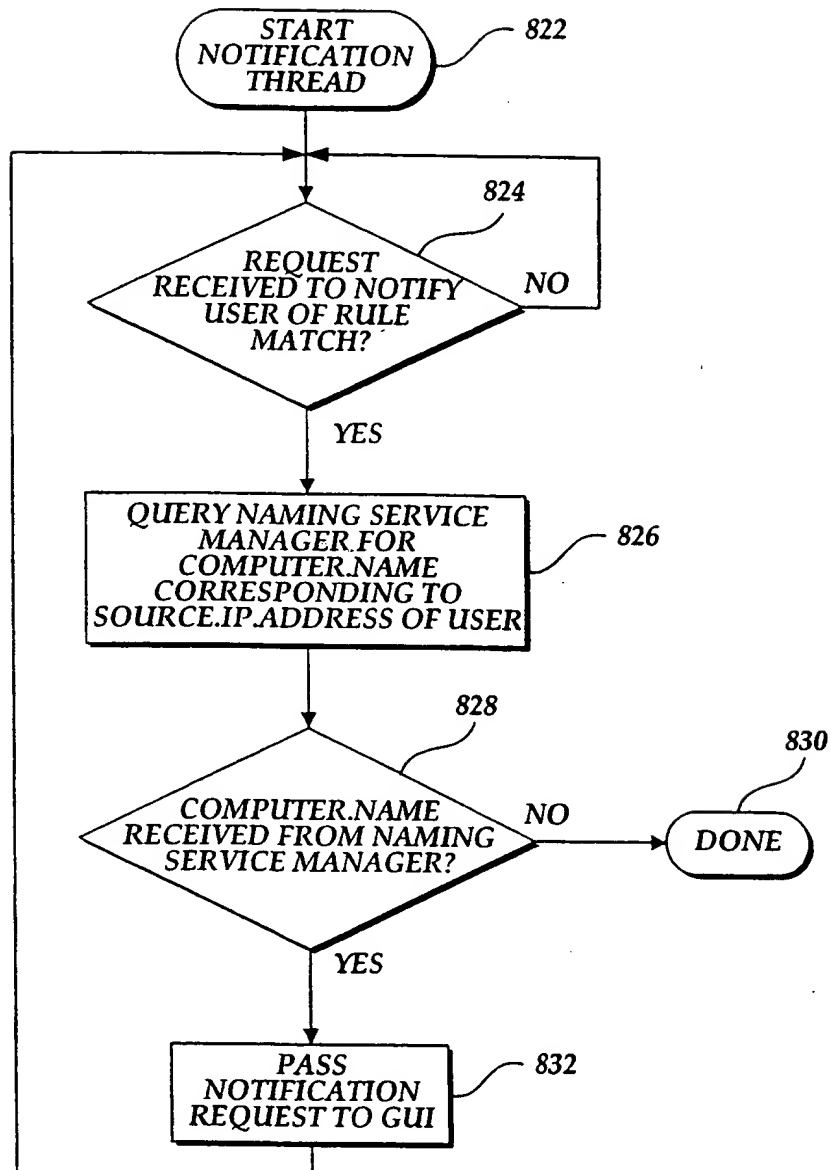 START
NOTIFICATION
THREAD
822
824
REQUEST
RECEIVED TO NOTIFY
USER OF RULE
MATCH?
NO
YES
QUERY NAMING SERVICE
MANAGER FOR
COMPUTER.NAME
CORRESPONDING TO
SOURCE.IP.ADDRESS OF USER
826
828
COMPUTER.NAME
RECEIVED FROM NAMING
SERVICE MANAGER?
NO
830
DONE
YES
PASS
NOTIFICATION
REQUEST TO GUI
832